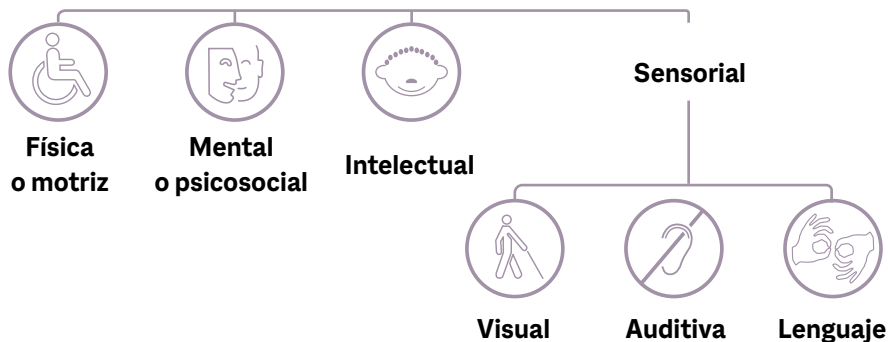 Física
o motriz
Mental
o psicosocial
Intelectual
Sensorial
Visual
Auditiva
Lenguaje